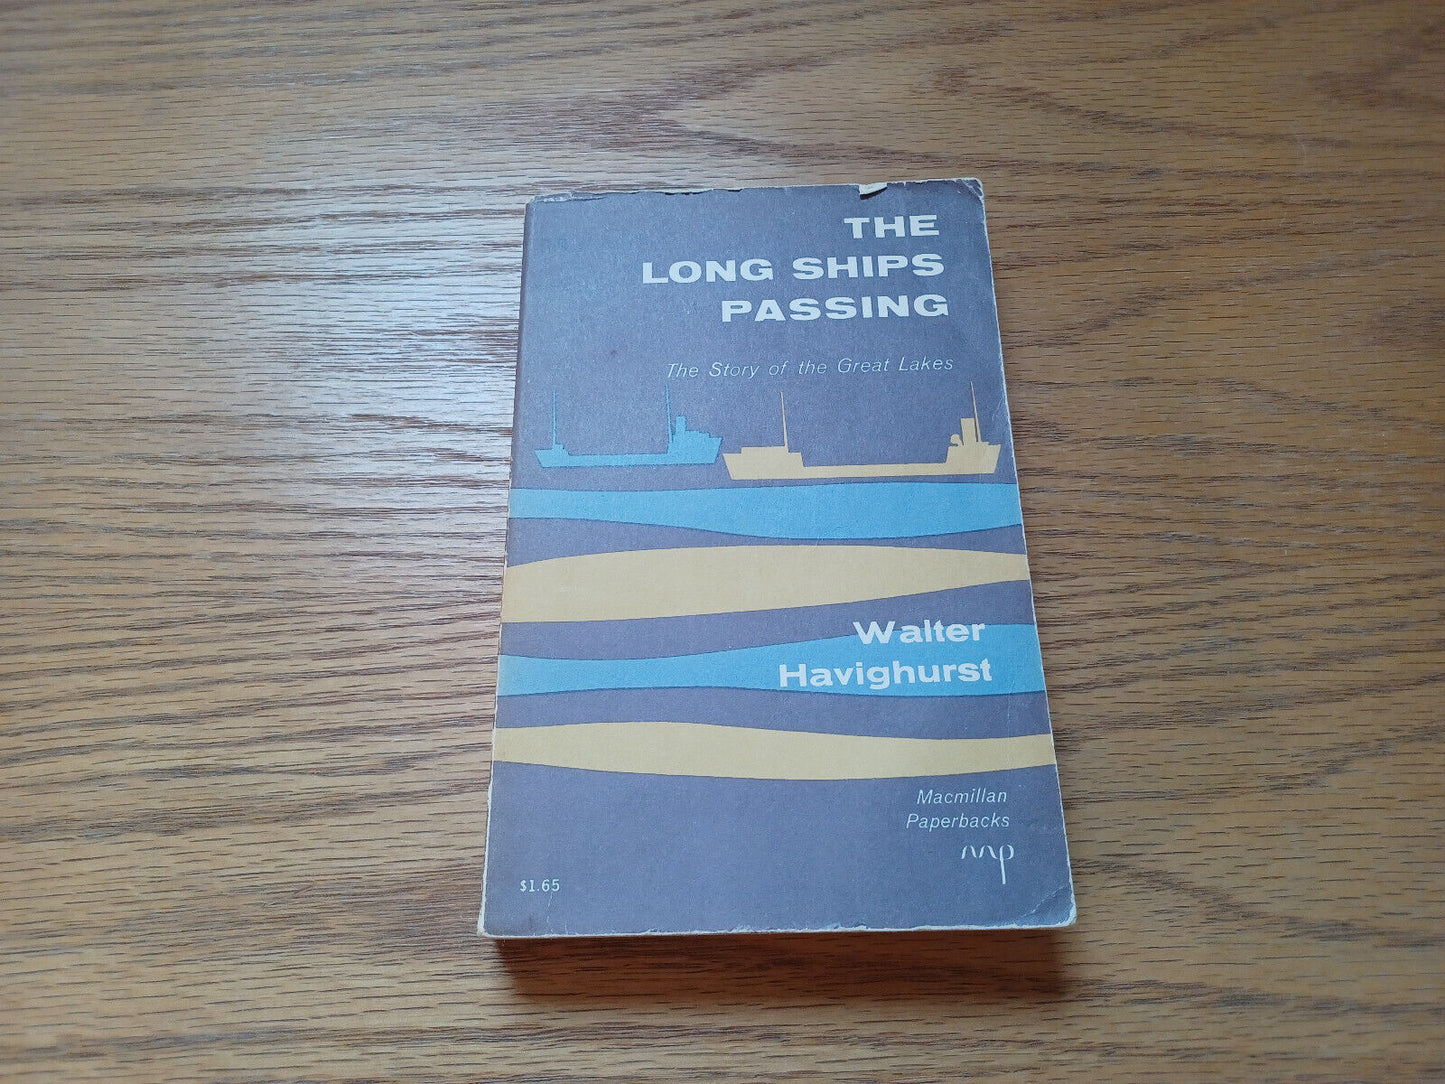 THE
LONG SHIPS
PASSING
The Story of the Great Lakes
Walter
Havighurst
Macmillan
Paperbacks
mp
$1.65